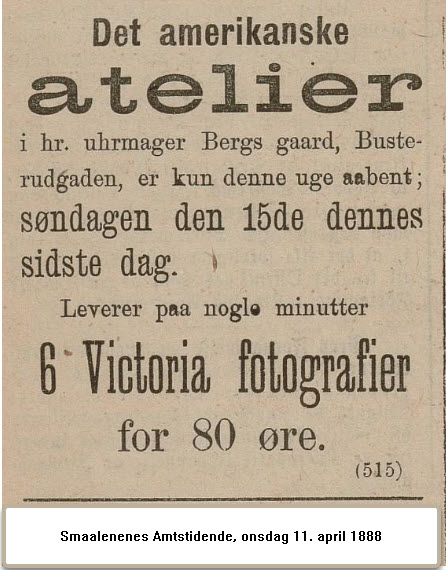 Det amerikanske
atelier
i hr. uhrmager Bergs gaard, Buste-
rudgaden, er kun denne uge aabent;
søndagen den 15de dennes
sidste dag.
Leverer paa nogle minutter
6 Victoria fotografier
for 80 øre.
(515)
Smaalenenes Amtstidende, onsdag 11. april 1888